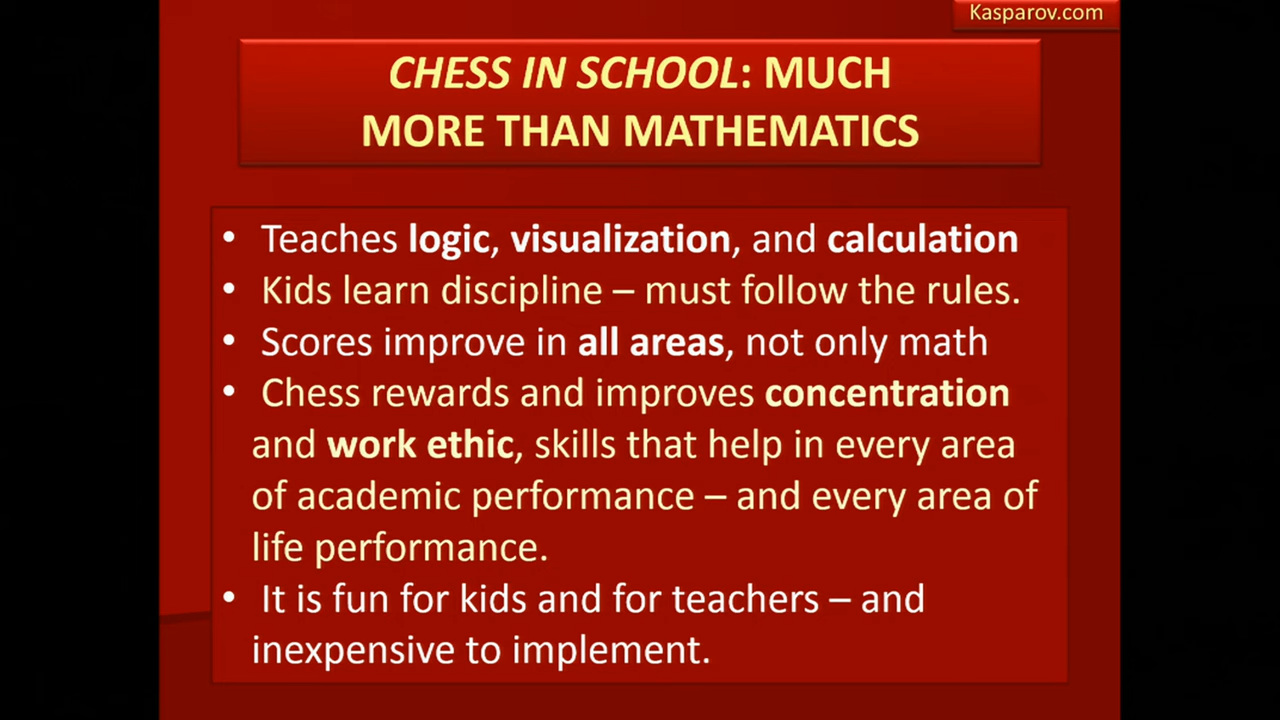 Kasparov.com
CHESS IN SCHOOL: MUCH
MORE THAN MATHEMATICS
• Teaches logic, visualization, and calculation
• Kids learn discipline – must follow the rules.
• Scores improve in all areas, not only math
• Chess rewards and improves concentration
and work ethic, skills that help in every area
of academic performance – and every area of
life performance.
• It is fun for kids and for teachers – and
inexpensive to implement.